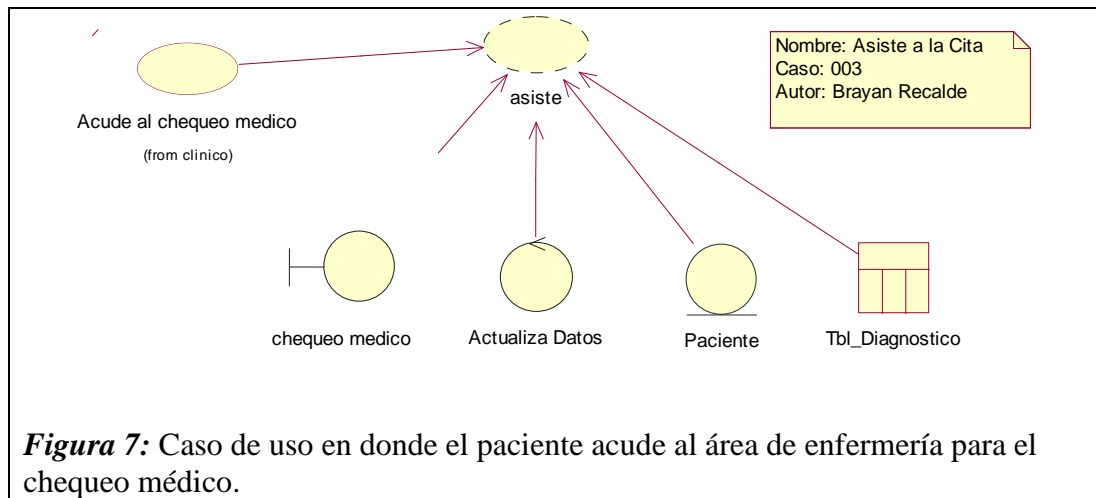 Nombre: Asiste a la Cita
Caso: 003
Autor: Brayan Recalde
asiste
Acude al chequeo medico
(from clinico)
chequeo medico
Actualiza Datos
Paciente
Tbl_Diagnostico
Figura 7: Caso de uso en donde el paciente acude al área de enfermería para el
chequeo médico.